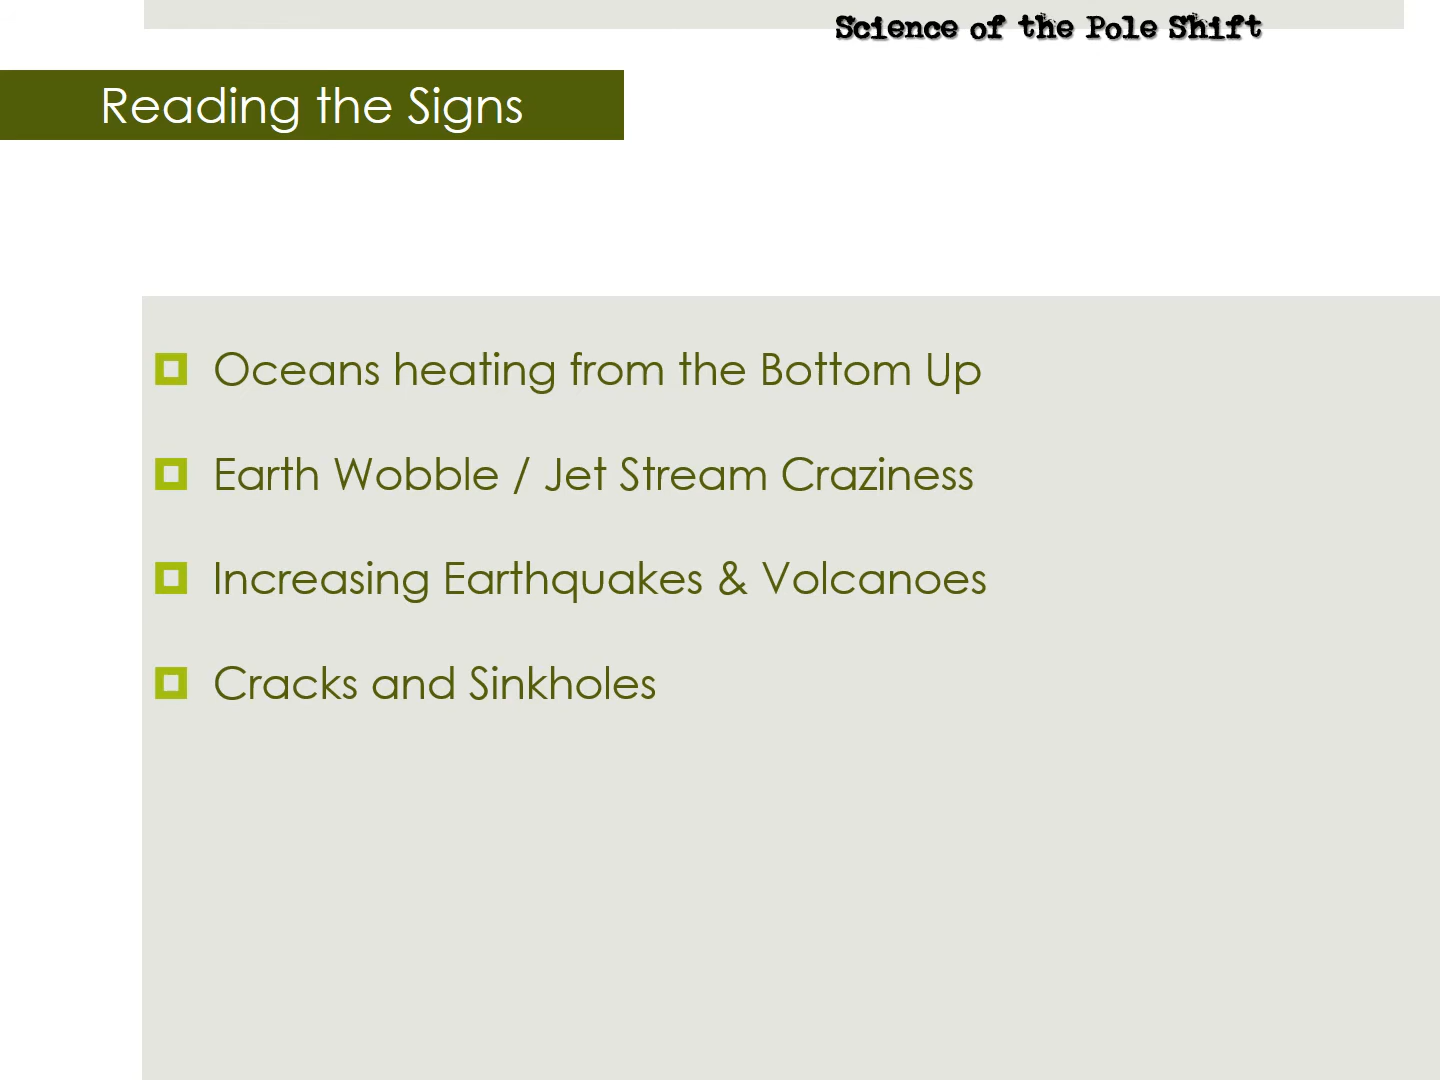 Science of the Pole Shift
Reading the Signs
Oceans heating from the Bottom Up
Earth Wobble / Jet Stream Craziness
Increasing Earthquakes & Volcanoes
Cracks and Sinkholes